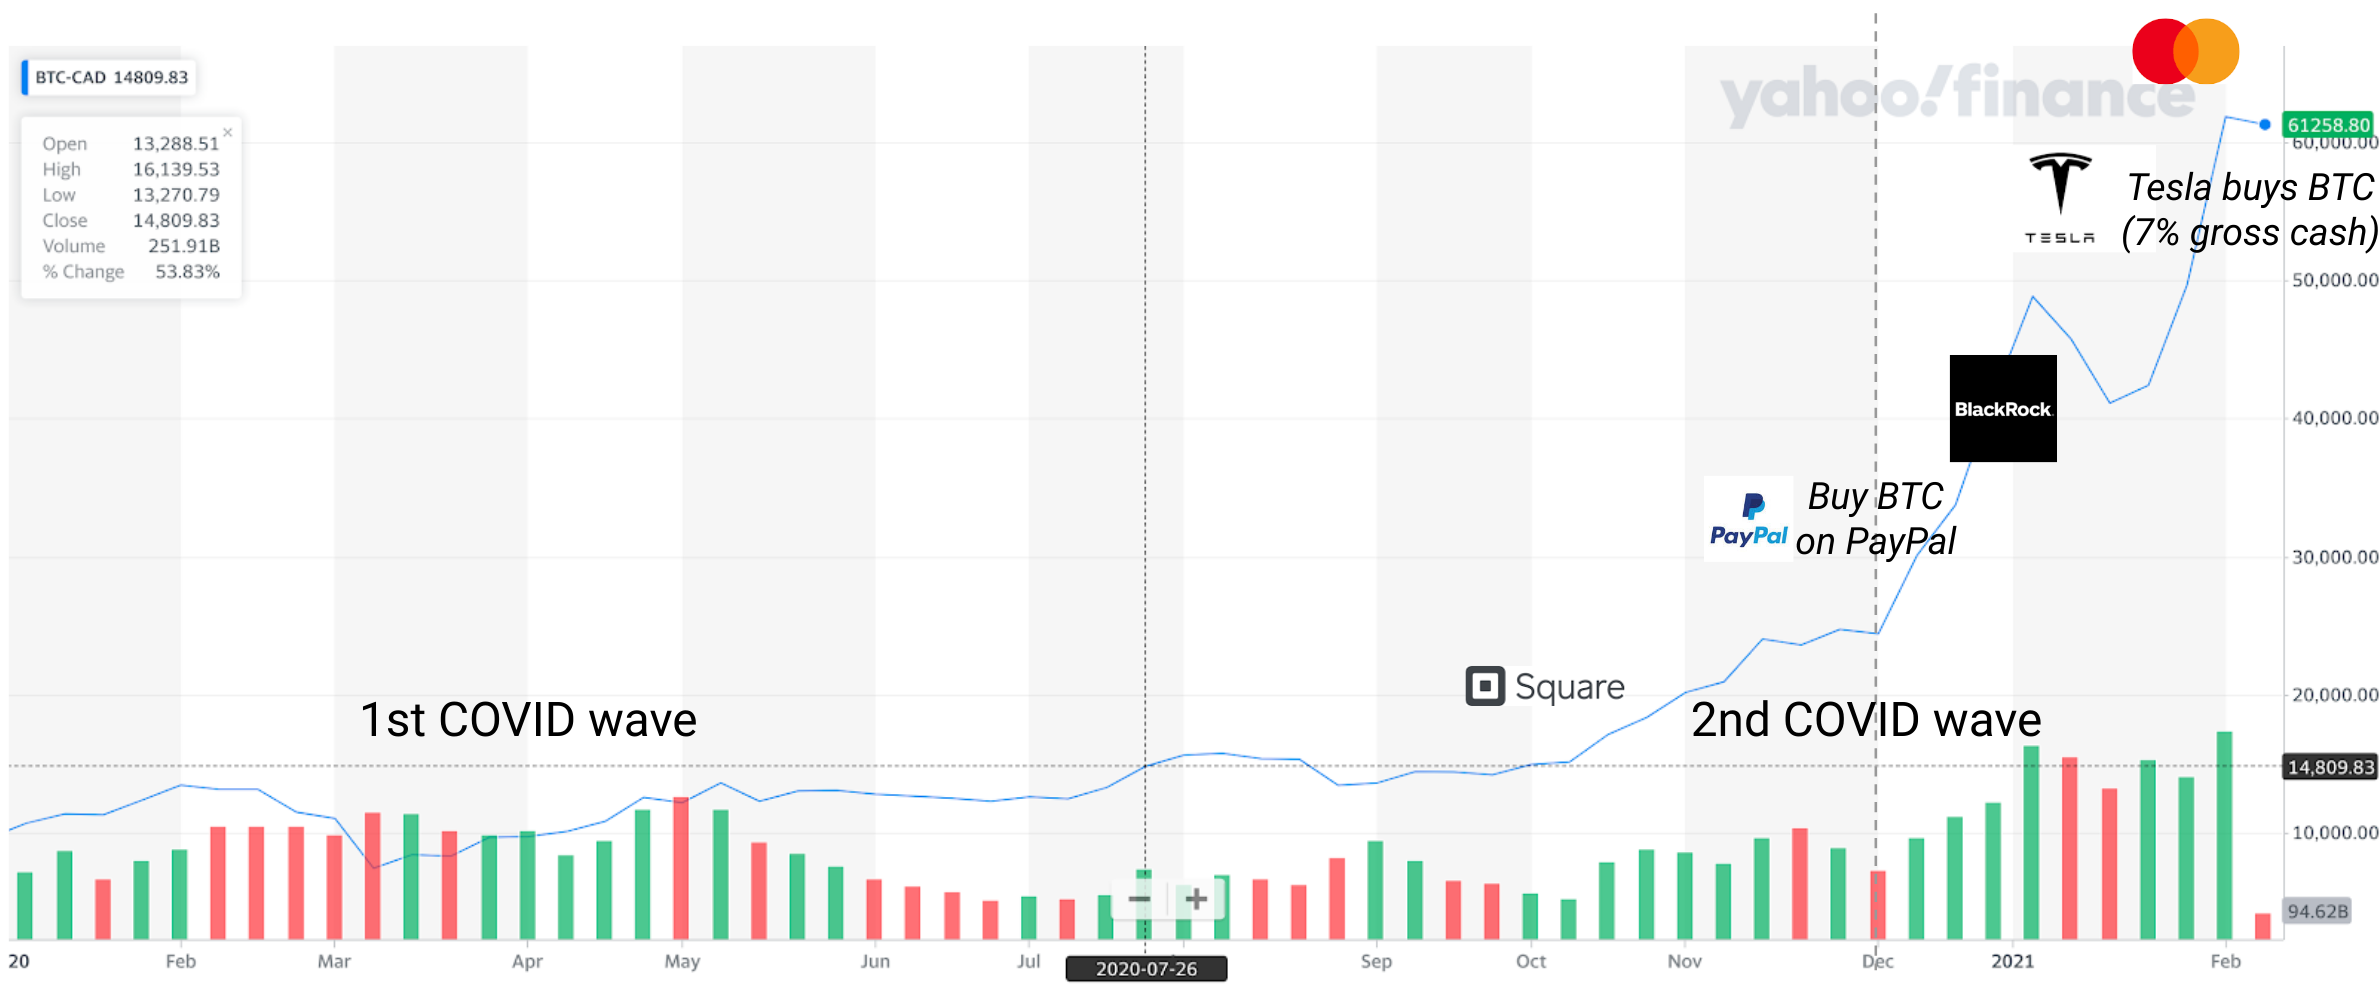 BTC-CAD 14809.83
Open 13,288.51
High 16,139.53
Low 13,270.79
Close 14,809.83
Volume 251.91B
% Change 53.83%
yahoo!finance
61258.80
60,000.00
TESLA
Tesla buys BTC
(7% gross cash)
50,000.00
BlackRock
40,000.00
PayPal
Buy BTC
on PayPal
30,000.00
Square
20,000.00
1st COVID wave
2nd COVID wave
14,809.83
10,000.00
94.62B
20 Feb Mar Apr May Jun Jul 2020-07-26 Sep Oct Nov Dec 2021 Feb